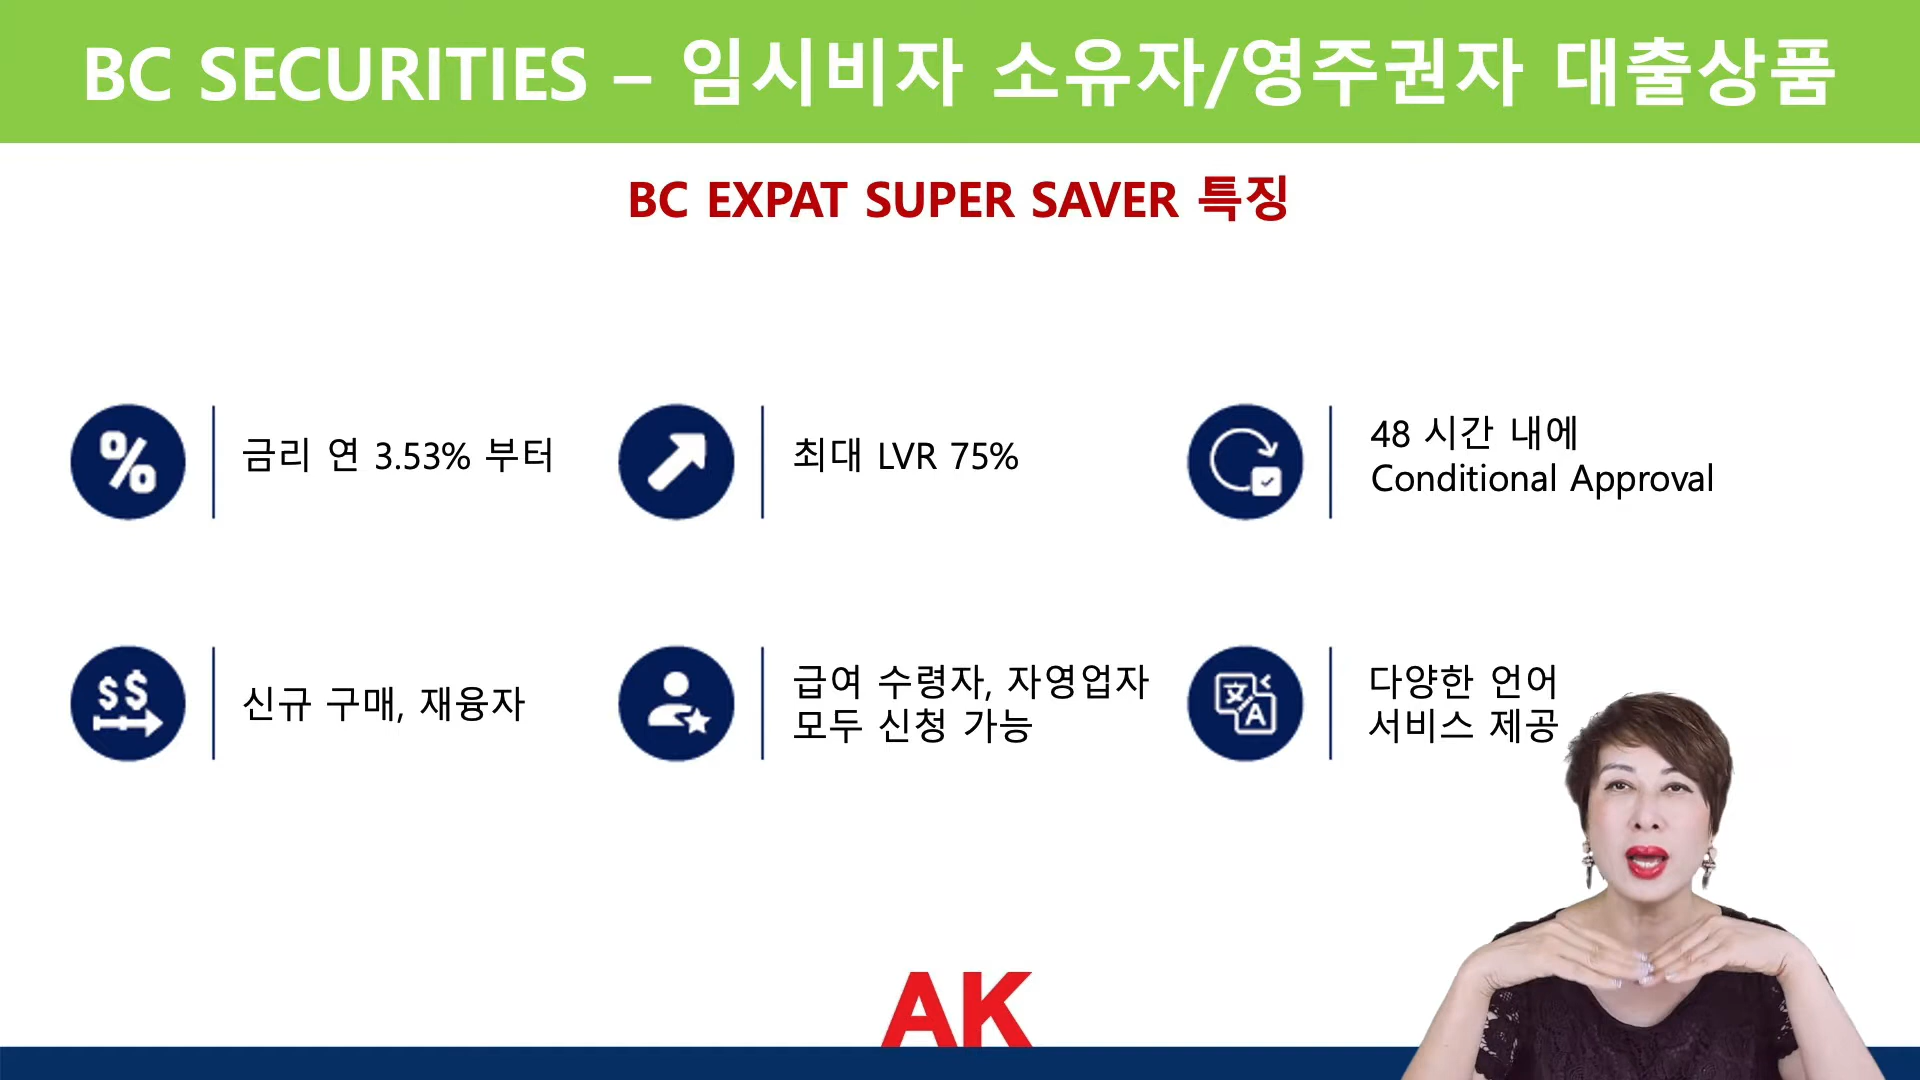 BC SECURITIES – 임시비자 소유자/영주권자 대출상품
BC EXPAT SUPER SAVER 특징
금리 연 3.53% 부터
최대 LVR 75%
48 시간 내에
Conditional Approval
신규 구매, 재융자
급여 수령자, 자영업자
모두 신청 가능
다양한 언어
서비스 제공
AK